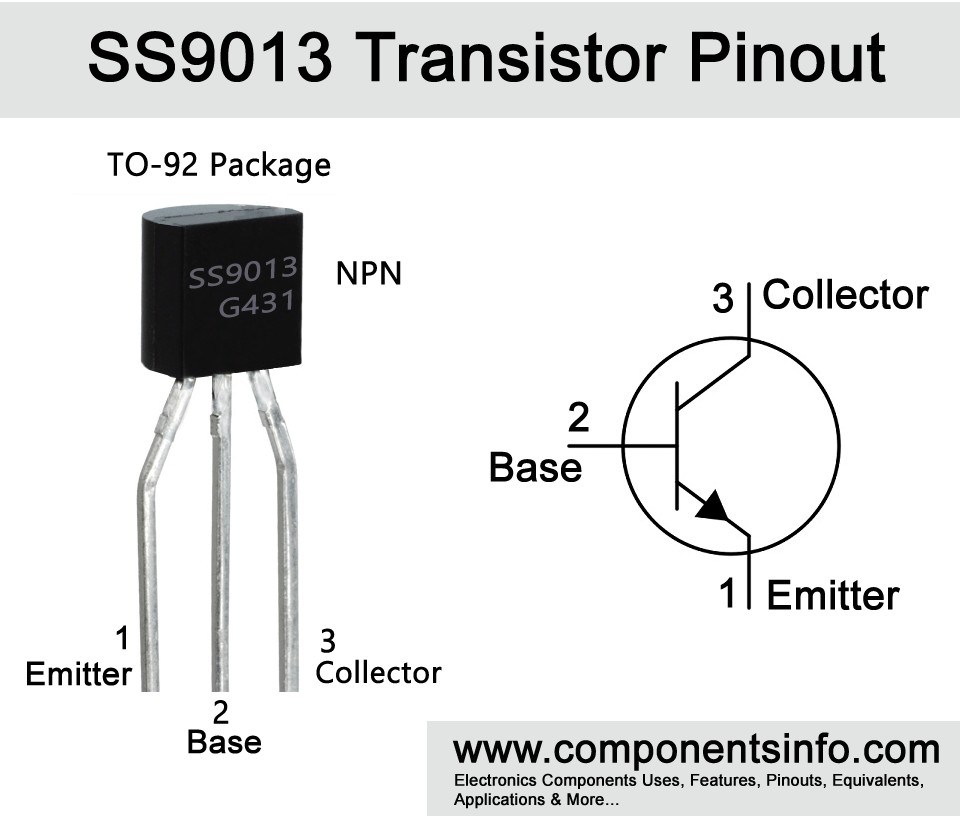 SS9013 Transistor Pinout
TO-92 Package
SS9013
G431
NPN
3 Collector
2
Base
1 Emitter
1
Emitter
2
Base
3
Collector
www.componentsinfo.com
Electronics Components Uses, Features, Pinouts, Equivalents,
Applications & More...